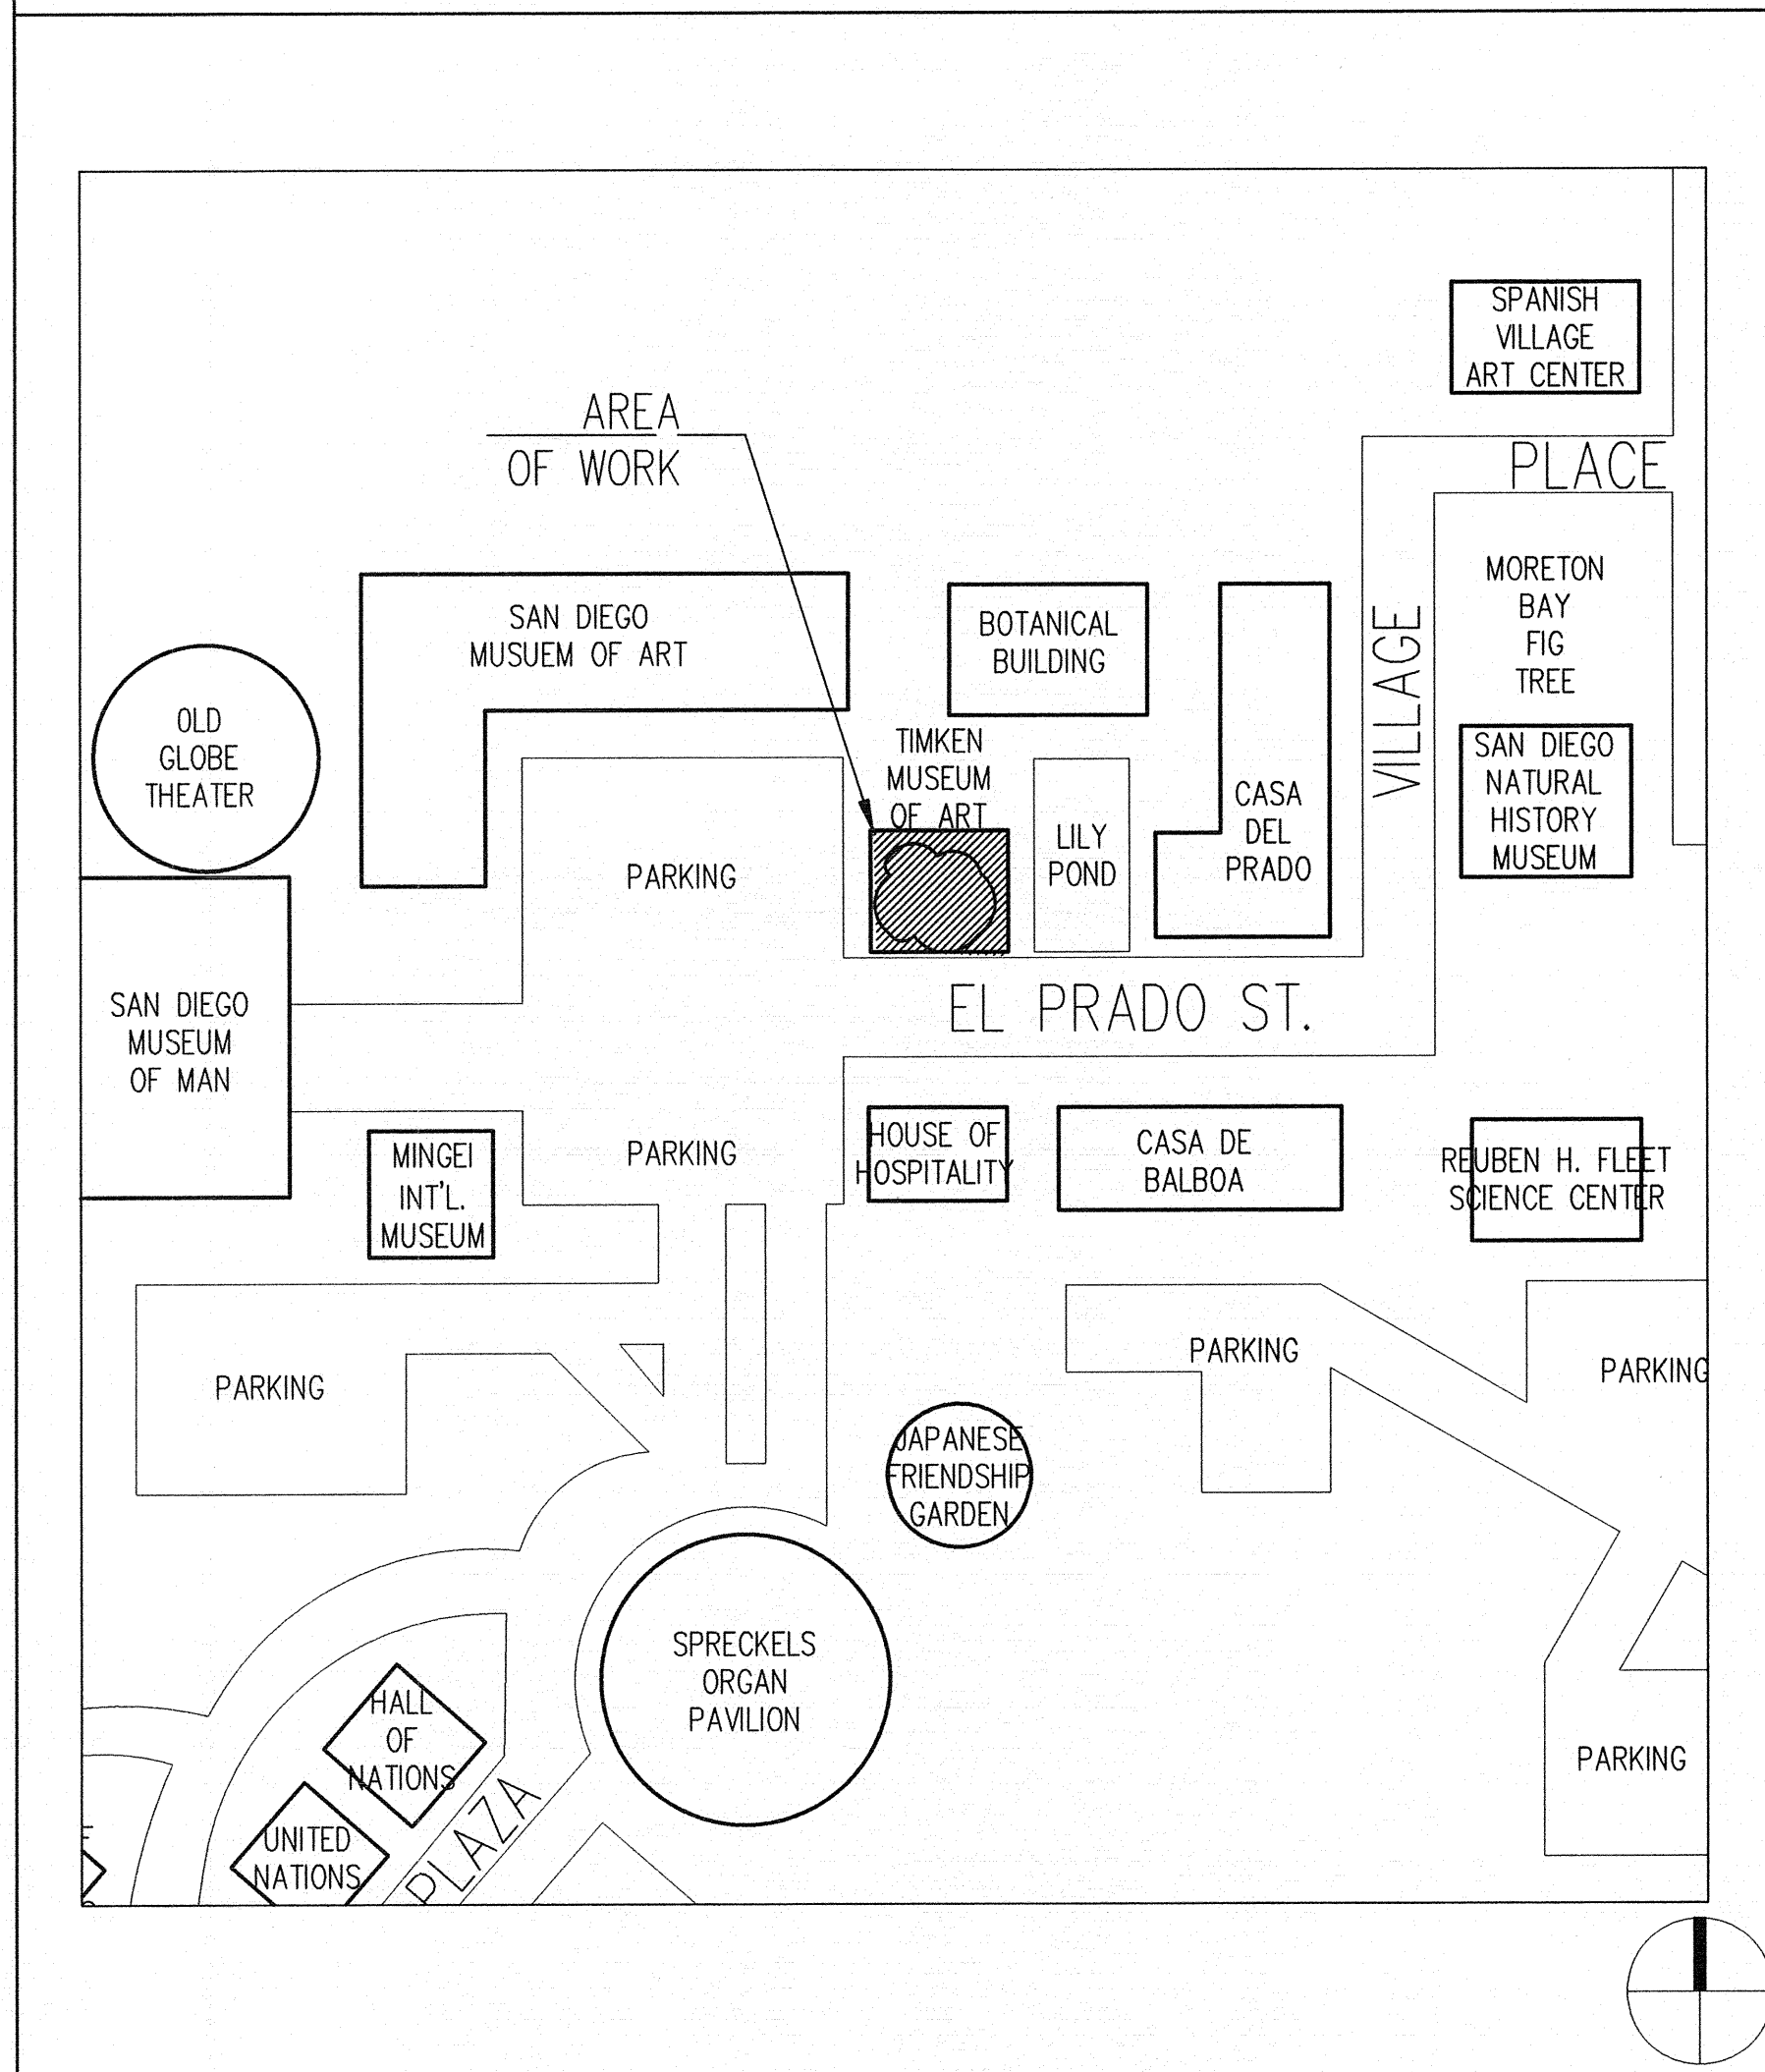 SPANISH
VILLAGE
ART CENTER
AREA
OF WORK
PLACE
MORETON
BAY
FIG
TREE
SAN DIEGO
MUSUEM OF ART
BOTANICAL
BUILDING
VILLAGE
OLD
GLOBE
THEATER
TIMKEN
MUSEUM
OF ART
SAN DIEGO
NATURAL
HISTORY
MUSEUM
CASA
DEL
PRADO
LILY
POND
PARKING
EL PRADO ST.
SAN DIEGO
MUSEUM
OF MAN
MINGEI
INT'L.
MUSEUM
PARKING
HOUSE OF
HOSPITALITY
CASA DE
BALBOA
REUBEN H. FLEET
SCIENCE CENTER
PARKING
PARKING
PARKING
JAPANESE
FRIENDSHIP
GARDEN
SPRECKELS
ORGAN
PAVILION
HALL
OF
NATIONS
PARKING
UNITED
NATIONS
PLAZA